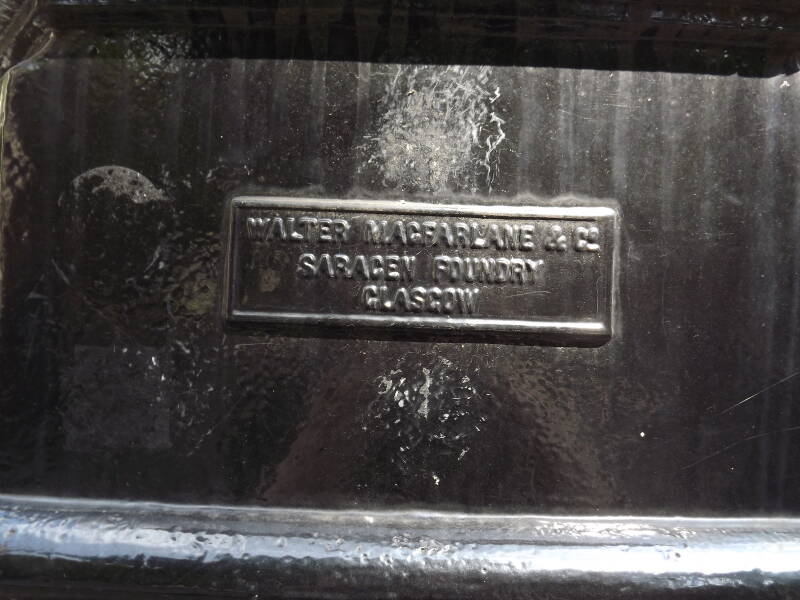 WALTER MACFARLANE & Co
SARACEN FOUNDRY
GLASGOW